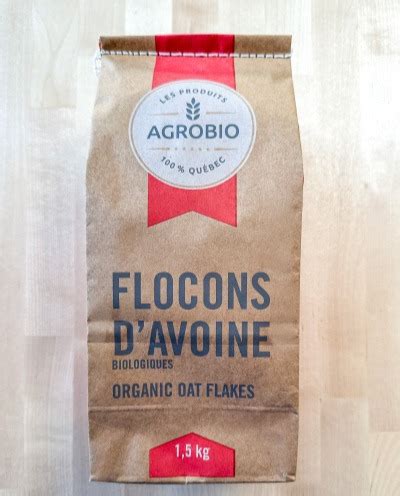 LES PRODUITS
AGROBIO
100% QUÉBEC
FLOCONS
D'AVOINE
BIOLOGIQUES
ORGANIC OAT FLAKES
1,5 kg